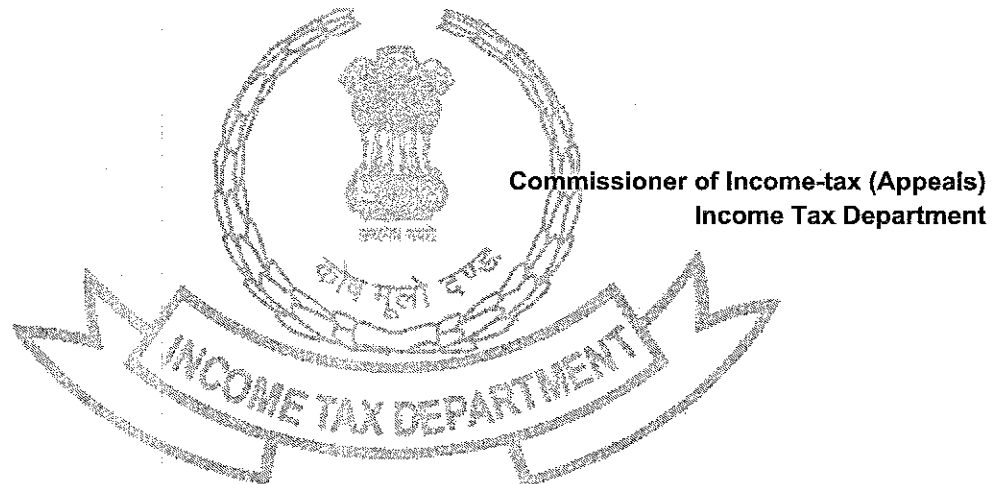 Commissioner of Income-tax (Appeals)
Income Tax Department
सत्यमेव जयते
कोष मूलो दण्डः
INCOME TAX DEPARTMENT